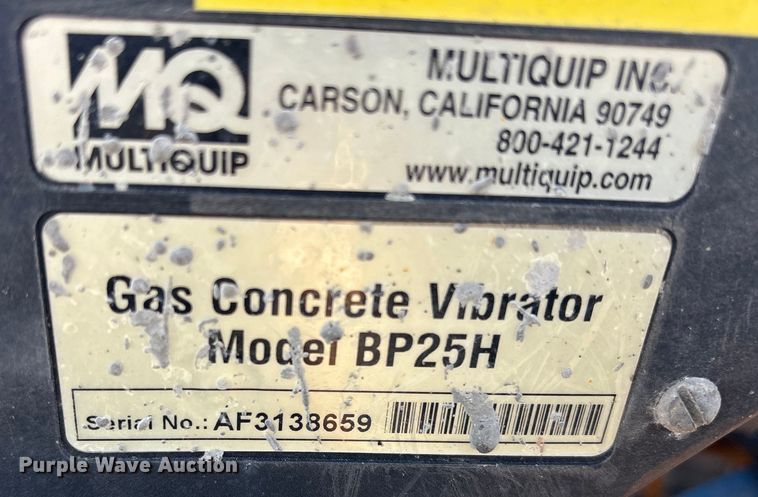 MQ
MULTIQUIP
MULTIQUIP INC.
CARSON, CALIFORNIA 90749
800-421-1244
www.multiquip.com
Gas Concrete Vibrator
Model BP25H
Serial No.: AF3138659
Purple Wave Auction